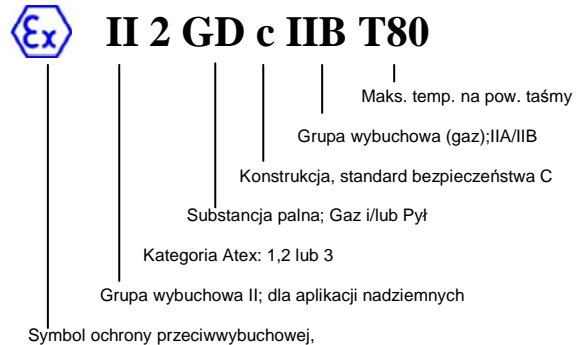 Ex II 2 GD c IIB T80
Maks. temp. na pow. taśmy
Grupa wybuchowa (gaz);IIA/IIB
Konstrukcja, standard bezpieczeństwa C
Substancja palna; Gaz i/lub Pył
Kategoria Atex: 1,2 lub 3
Grupa wybuchowa II; dla aplikacji nadziemnych
Symbol ochrony przeciwwybuchowej,